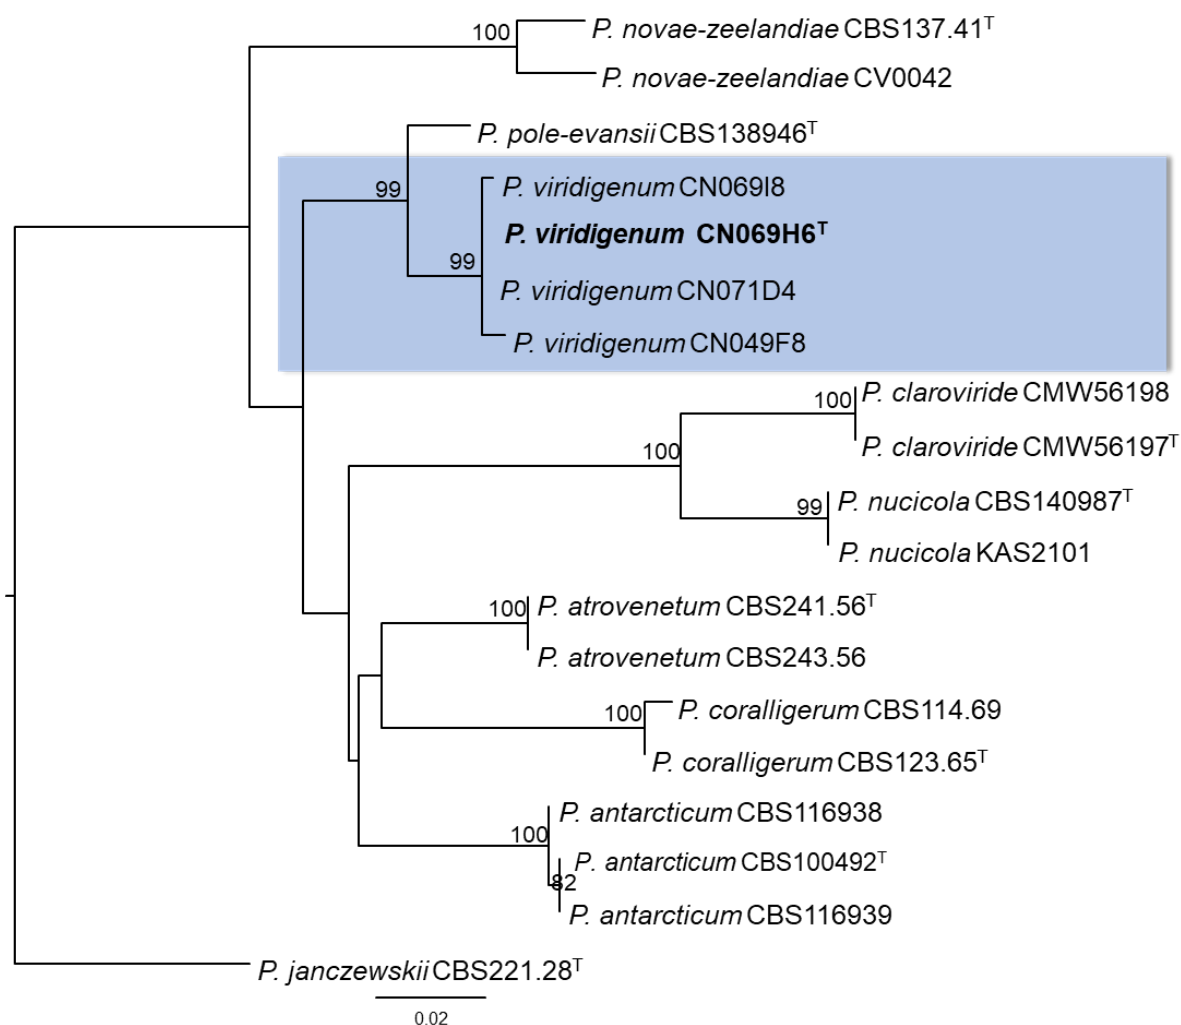 100
P. novae-zeelandiae CBS137.41ᵀ
P. novae-zeelandiae CV0042
P. pole-evansii CBS138946ᵀ
99
P. viridigenum CN069I8
P. viridigenum CN069H6ᵀ
99
P. viridigenum CN071D4
P. viridigenum CN049F8
100
P. claroviride CMW56198
100
P. claroviride CMW56197ᵀ
99
P. nucicola CBS140987ᵀ
P. nucicola KAS2101
100
P. atrovenetum CBS241.56ᵀ
P. atrovenetum CBS243.56
100
P. coralligerum CBS114.69
P. coralligerum CBS123.65ᵀ
P. antarcticum CBS116938
100
P. antarcticum CBS100492ᵀ
82
P. antarcticum CBS116939
P. janczewskii CBS221.28ᵀ
0.02